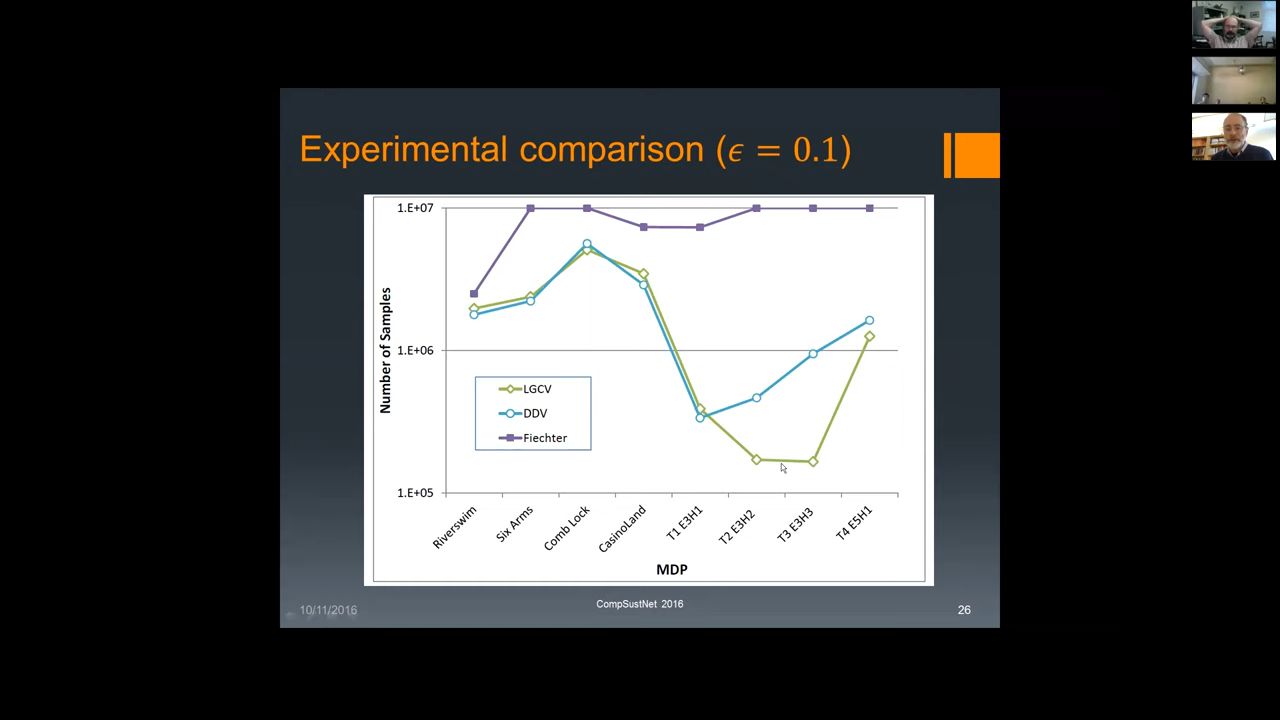 Experimental comparison (ϵ = 0.1)
1.E+07
1.E+06
1.E+05
Number of Samples
LGCV
DDV
Fiechter
Riverswim
Six Arms
Comb Lock
CasinoLand
T1 E3H1
T2 E3H2
T3 E3H3
T4 E5H1
MDP
10/11/2016
CompSustNet 2016
26